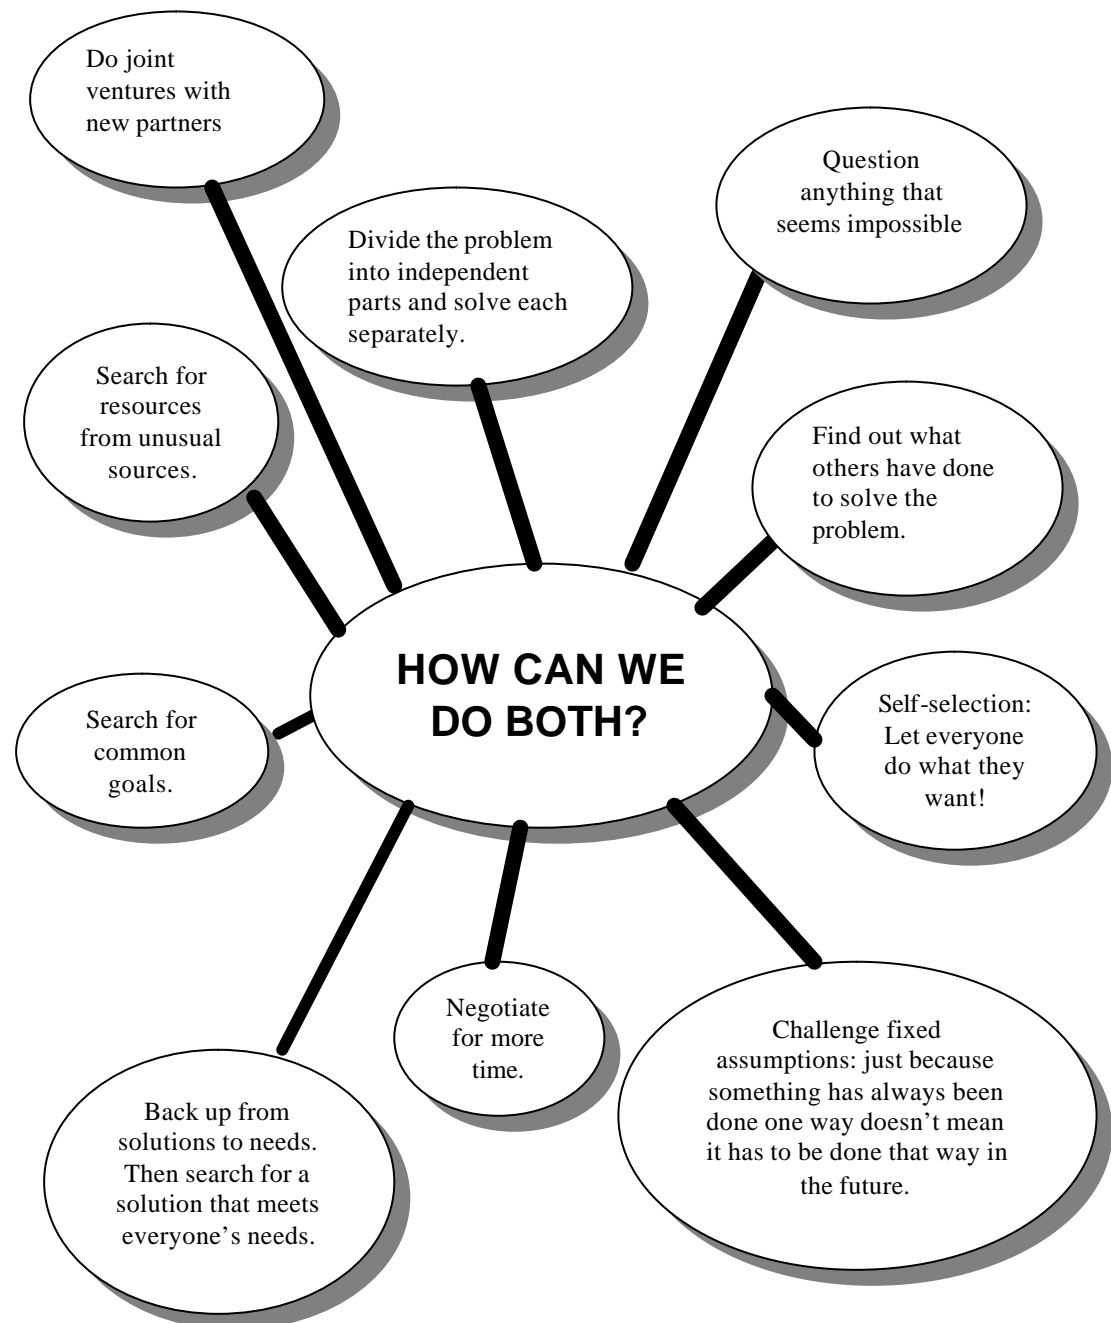 Do joint
ventures with
new partners
Question
anything that
seems impossible
Divide the problem
into independent
parts and solve each
separately.
Search for
resources
from unusual
sources.
Find out what
others have done
to solve the
problem.
HOW CAN WE
DO BOTH?
Search for
common
goals.
Self-selection:
Let everyone
do what they
want!
Negotiate
for more
time.
Challenge fixed
assumptions: just because
something has always been
done one way doesn’t mean
it has to be done that way in
the future.
Back up from
solutions to needs.
Then search for a
solution that meets
everyone’s needs.